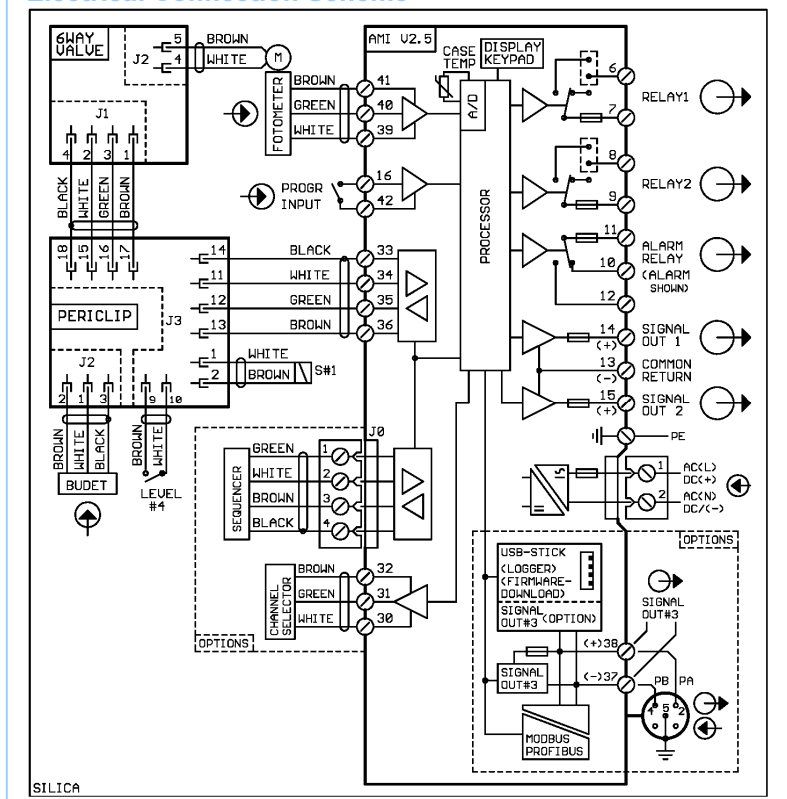 6WAY
VALVE
J2
5
4
BROWN
WHITE
M
J1
4
2
3
1
BLACK
WHITE
GREEN
BROWN
18
15
16
17
PERICLIP
J3
14
11
12
13
1
2
BLACK
WHITE
GREEN
BROWN
WHITE
BROWN
S#1
J2
2
1
3
9
10
BROWN
WHITE
BLACK
BROWN
WHITE
BUDET
LEVEL
#4
FOTOMETER
BROWN
GREEN
WHITE
41
40
39
PROGR
INPUT
16
42
33
34
35
36
AMI V2.5
CASE
TEMP
DISPLAY
KEYPAD
A/D
PROCESSOR
6
7
RELAY1
8
9
RELAY2
11
10
12
ALARM
RELAY
(ALARM
SHOWN)
14
(+)
SIGNAL
OUT 1
13
(-)
COMMON
RETURN
15
(+)
SIGNAL
OUT 2
PE
1
AC(L)
DC(+)
2
AC(N)
DC/(-)
J0
SEQUENCER
GREEN
WHITE
BROWN
BLACK
1
2
3
4
CHANNEL
SELECTOR
BROWN
GREEN
WHITE
32
31
30
OPTIONS
OPTIONS
USB-STICK
(LOGGER)
(FIRMWARE-
DOWNLOAD)
SIGNAL
OUT#3 (OPTION)
SIGNAL
OUT#3
(+)38
(-)37
SIGNAL
OUT#3
PB PA
4 5 2
MODBUS
PROFIBUS
SILICA